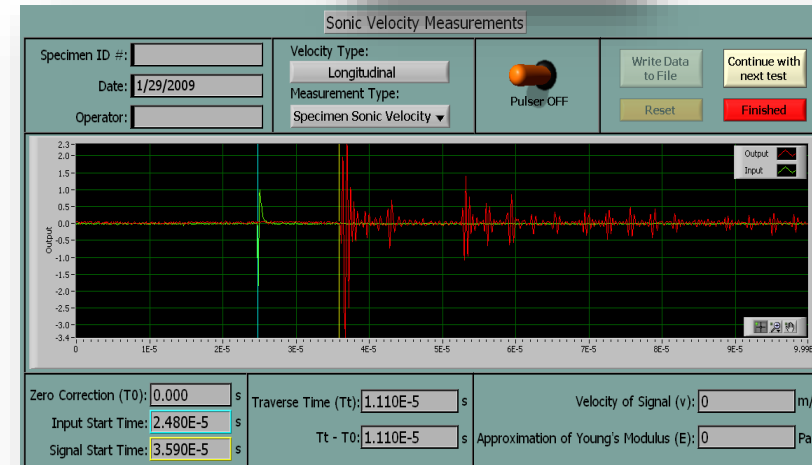 Sonic Velocity Measurements
Specimen ID #:
Date: 1/29/2009
Operator:
Velocity Type:
Longitudinal
Measurement Type:
Specimen Sonic Velocity
Pulser OFF
Write Data
to File
Continue with
next test
Reset
Finished
Output
Input
Output
2.3-
2.0-
1.5-
1.0-
0.5-
0.0-
-0.5-
-1.0-
-1.5-
-2.0-
-2.5-
-3.0-
-3.4-
0 1E-5 2E-5 3E-5 4E-5 5E-5 6E-5 7E-5 8E-5 9E-5 9.99E
Zero Correction (T0): 0.000 s
Input Start Time: 2.480E-5 s
Signal Start Time: 3.590E-5 s
Traverse Time (Tt): 1.110E-5 s
Tt - T0: 1.110E-5 s
Velocity of Signal (v): 0 m/
Approximation of Young's Modulus (E): 0 Pa